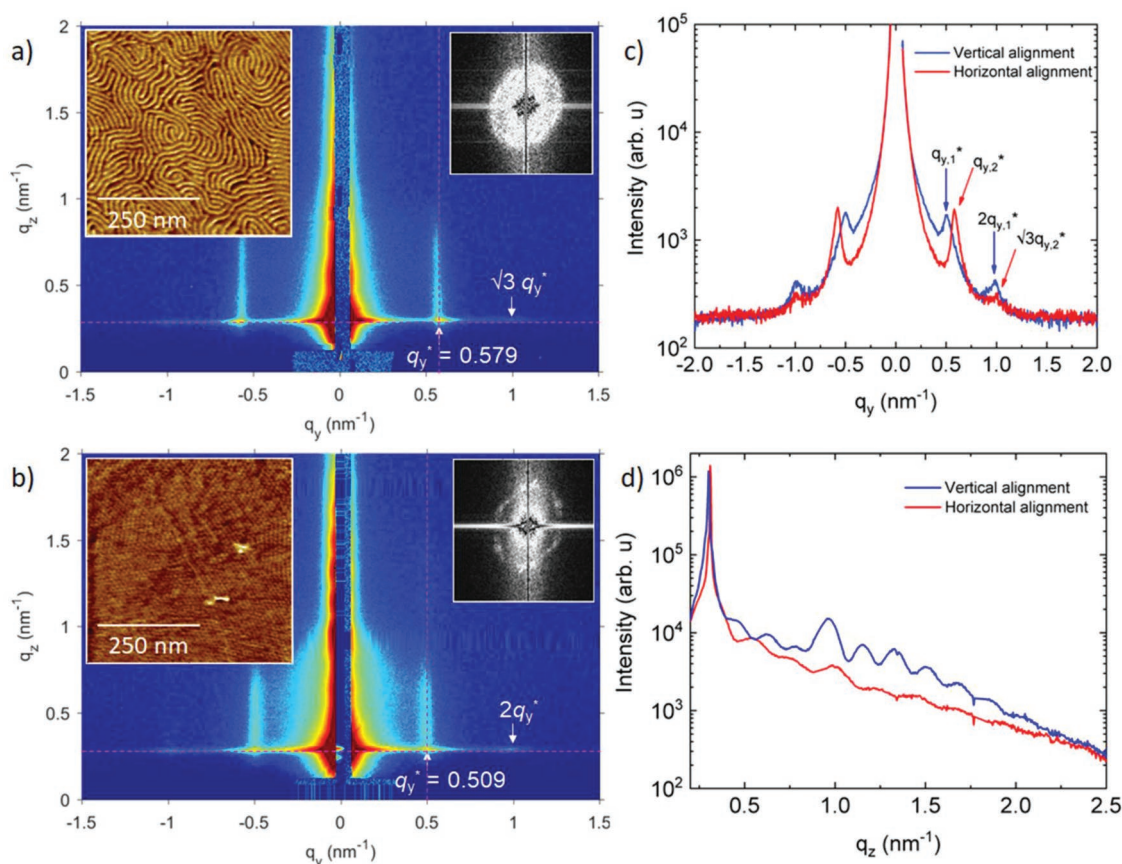 a)
250 nm
q_z (nm⁻¹)
2
1.5
1
0.5
0
√3 q_y*
q_y* = 0.579
-1.5 -1 -0.5 0 0.5 1 1.5
q_y (nm⁻¹)
b)
250 nm
q_z (nm⁻¹)
2
1.5
1
0.5
0
2q_y*
q_y* = 0.509
-1.5 -1 -0.5 0 0.5 1 1.5
q_y (nm⁻¹)
c)
Intensity (arb. u)
10⁵
10⁴
10³
10²
Vertical alignment
Horizontal alignment
q_y,1*
q_y,2*
2q_y,1*
√3q_y,2*
-2.0 -1.5 -1.0 -0.5 0.0 0.5 1.0 1.5 2.0
q_y (nm⁻¹)
d)
Intensity (arb. u)
10⁶
10⁵
10⁴
10³
10²
Vertical alignment
Horizontal alignment
0.5 1.0 1.5 2.0 2.5
q_z (nm⁻¹)